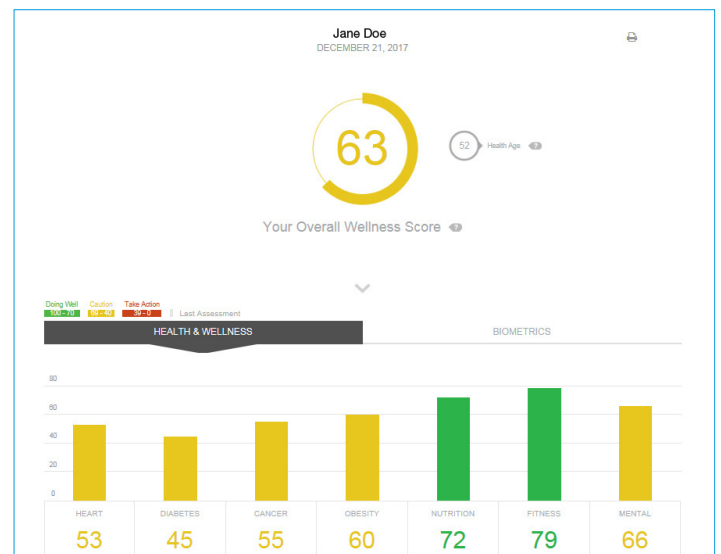 Jane Doe
DECEMBER 21, 2017
63
52 Health Age ?
Your Overall Wellness Score ?
Doing Well Caution Take Action
100 - 70 69 - 40 39 - 0 Last Assessment
HEALTH & WELLNESS BIOMETRICS
80
60
40
20
0
HEART DIABETES CANCER OBESITY NUTRITION FITNESS MENTAL
53 45 55 60 72 79 66